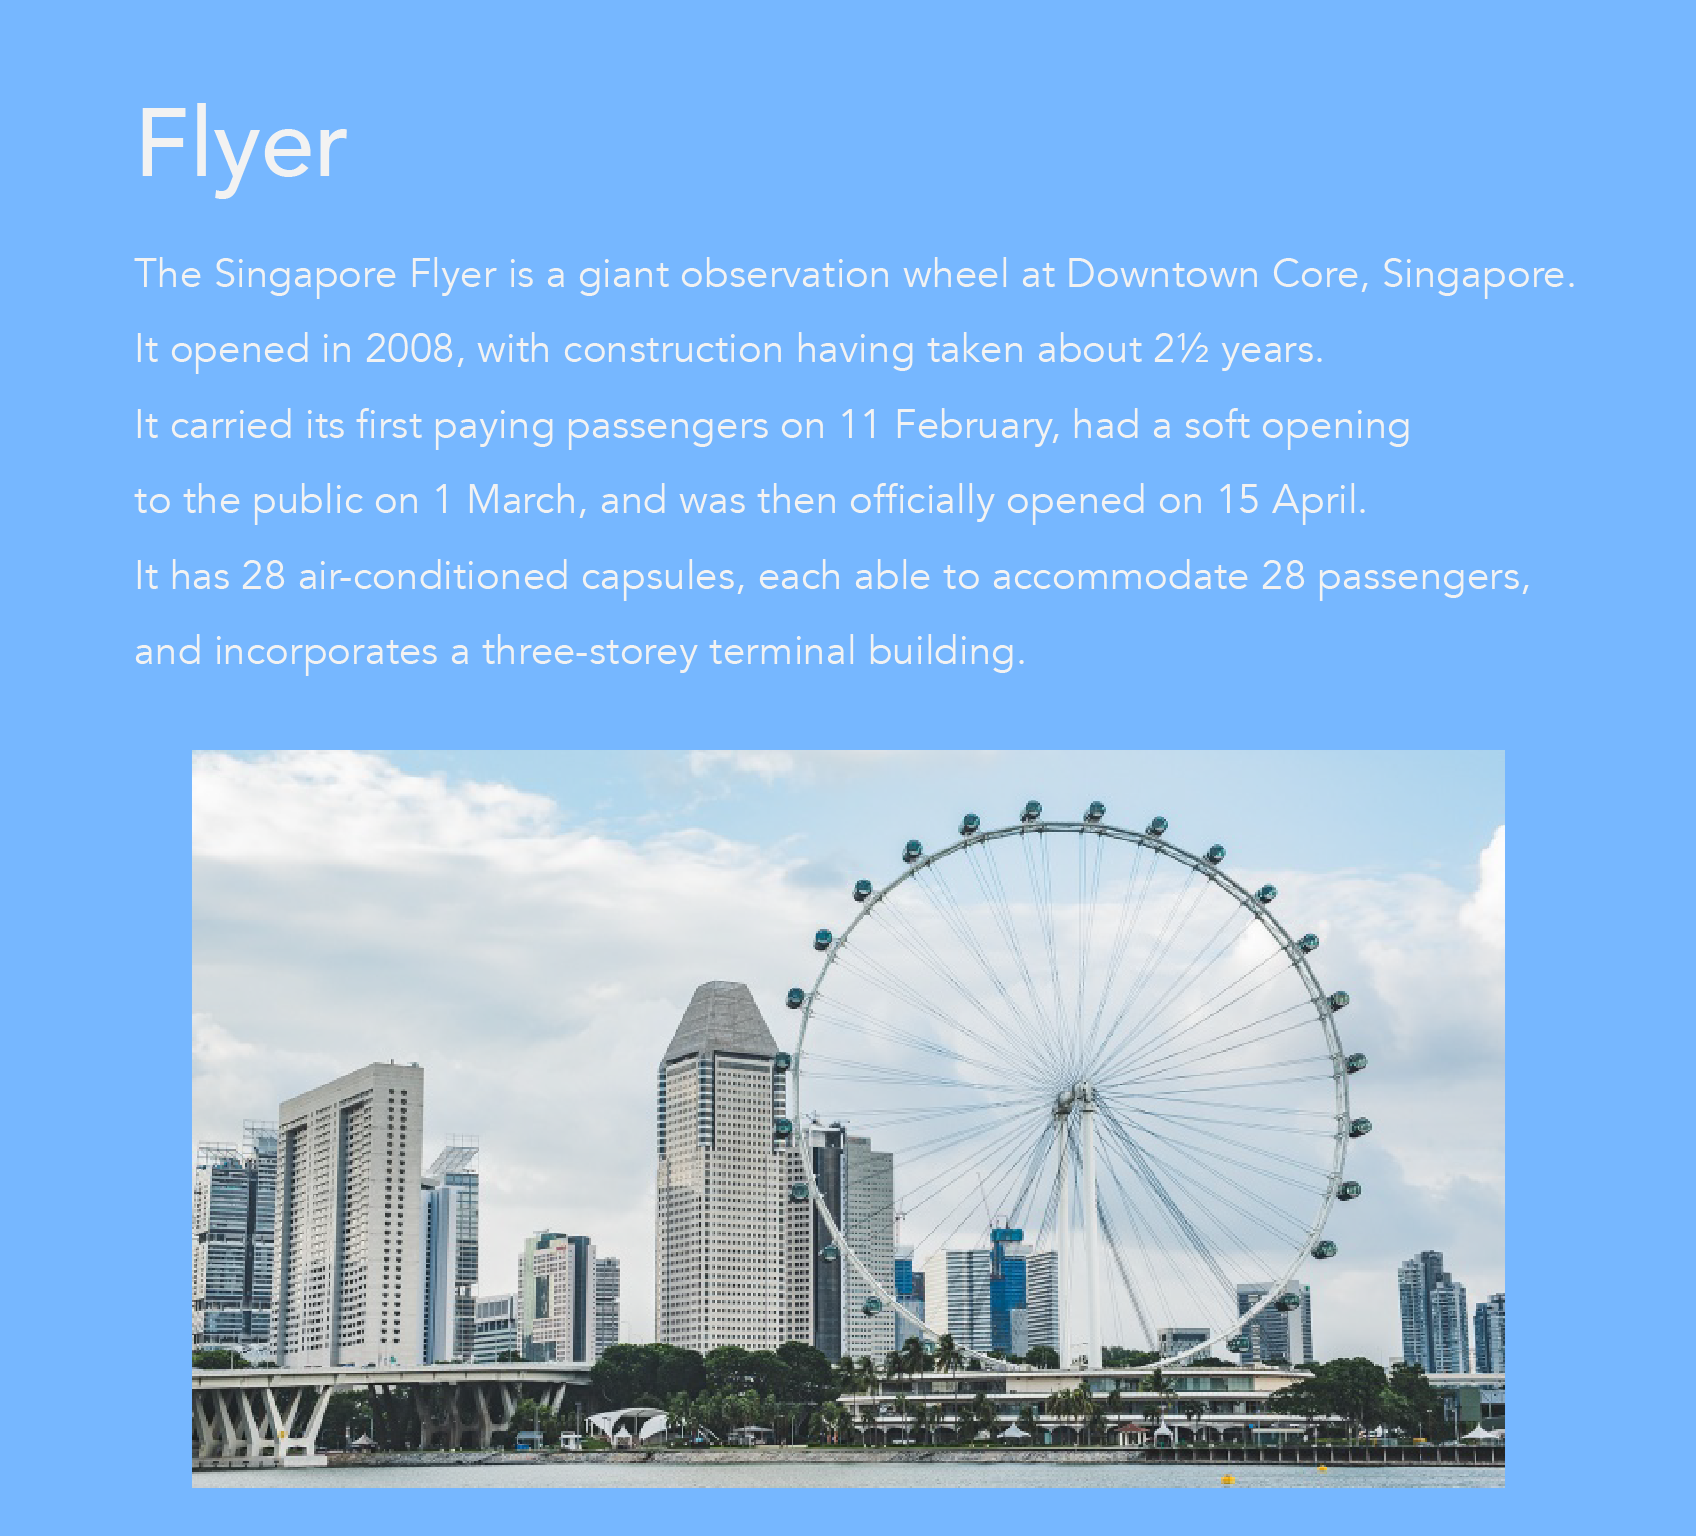 Flyer
The Singapore Flyer is a giant observation wheel at Downtown Core, Singapore.
It opened in 2008, with construction having taken about 2½ years.
It carried its first paying passengers on 11 February, had a soft opening
to the public on 1 March, and was then officially opened on 15 April.
It has 28 air-conditioned capsules, each able to accommodate 28 passengers,
and incorporates a three-storey terminal building.